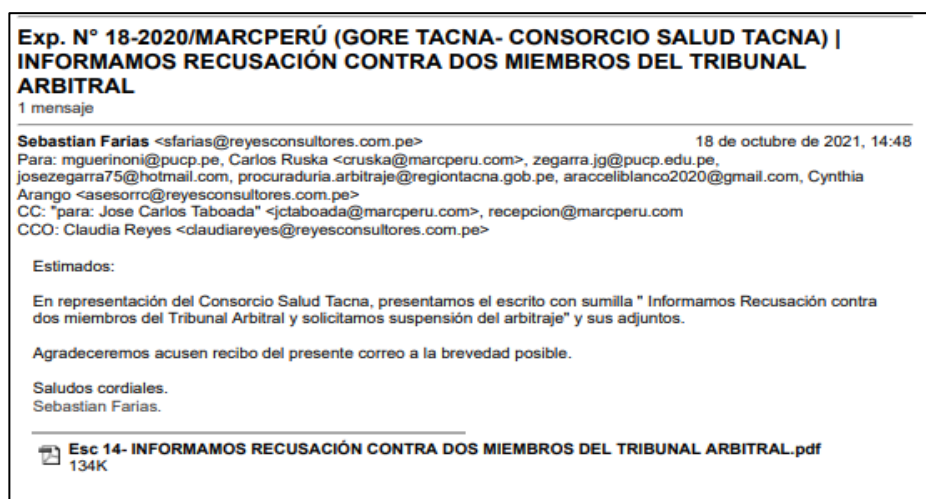 Exp. N° 18-2020/MARCPERÚ (GORE TACNA- CONSORCIO SALUD TACNA) |
INFORMAMOS RECUSACIÓN CONTRA DOS MIEMBROS DEL TRIBUNAL
ARBITRAL
1 mensaje
Sebastian Farias <sfarias@reyesconsultores.com.pe> 18 de octubre de 2021, 14:48
Para: mguerinoni@pucp.pe, Carlos Ruska <cruska@marcperu.com>, zegarra.jg@pucp.edu.pe,
josezegarra75@hotmail.com, procuraduria.arbitraje@regiontacna.gob.pe, aracceliblanco2020@gmail.com, Cynthia
Arango <asesorrc@reyesconsultores.com.pe>
CC: "para: Jose Carlos Taboada" <jctaboada@marcperu.com>, recepcion@marcperu.com
CCO: Claudia Reyes <claudiareyes@reyesconsultores.com.pe>
Estimados:
En representación del Consorcio Salud Tacna, presentamos el escrito con sumilla " Informamos Recusación contra
dos miembros del Tribunal Arbitral y solicitamos suspensión del arbitraje" y sus adjuntos.
Agradeceremos acusen recibo del presente correo a la brevedad posible.
Saludos cordiales.
Sebastian Farias.
Esc 14- INFORMAMOS RECUSACIÓN CONTRA DOS MIEMBROS DEL TRIBUNAL ARBITRAL.pdf
134K